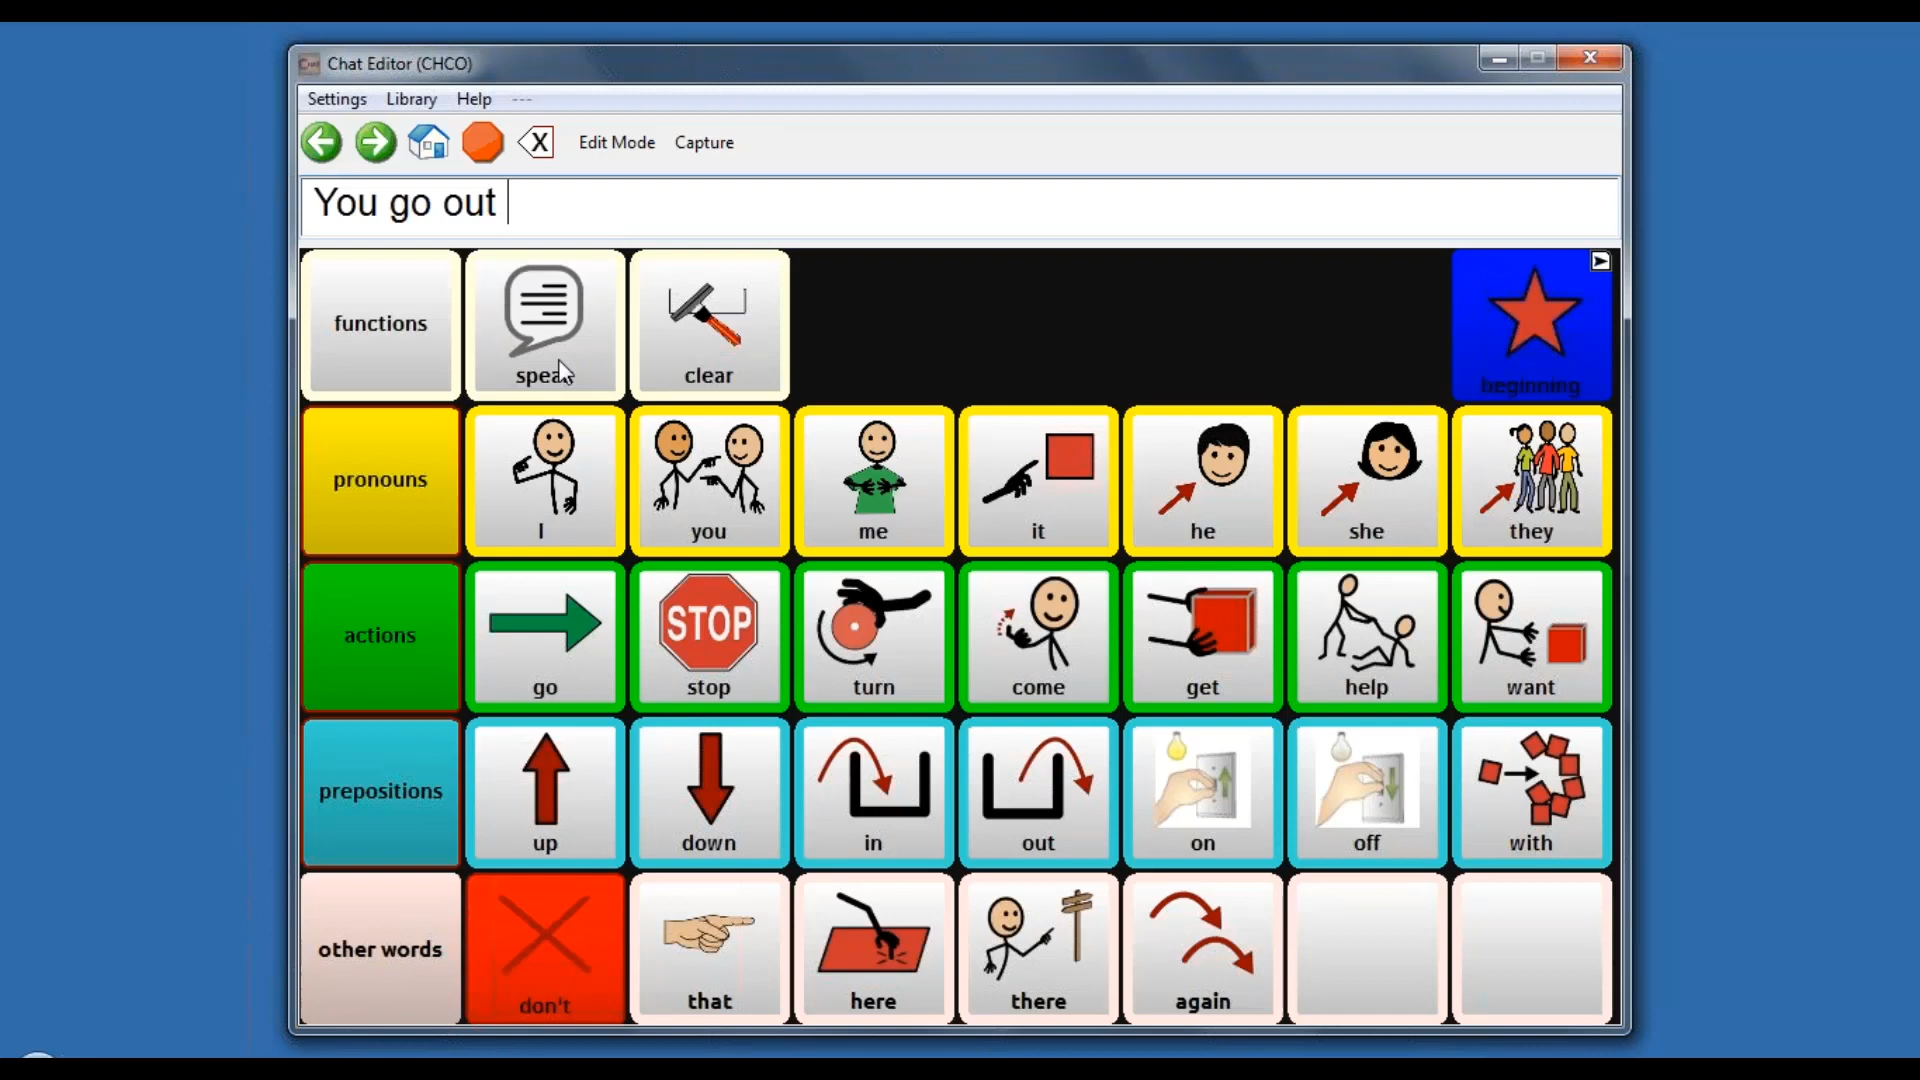 Chat Editor (CHCO)
Settings Library Help ---
X Edit Mode Capture
You go out
functions speak clear beginning
pronouns I you me it he she they
STOP
actions go stop turn come get help want
prepositions up down in out on off with
other words don't that here there again